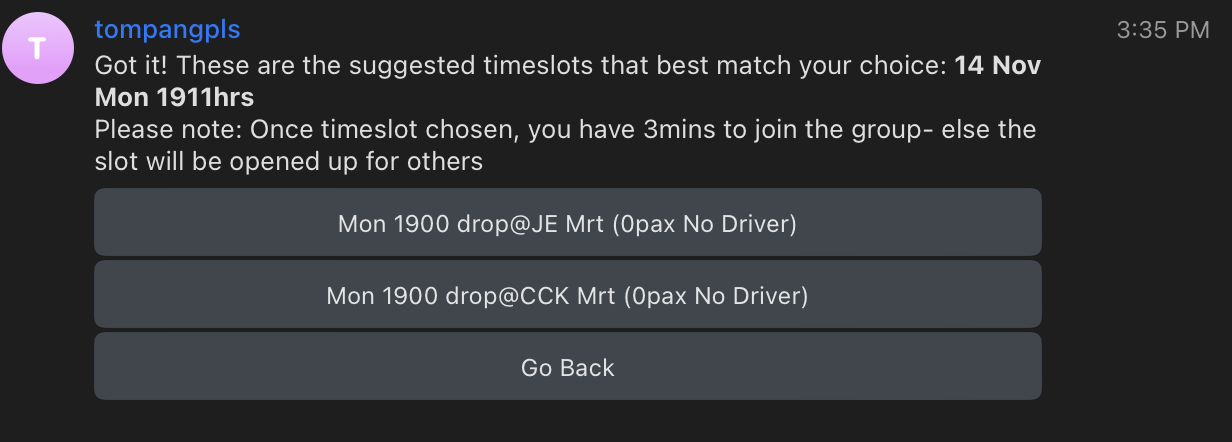 T
tompangpls
3:35 PM
Got it! These are the suggested timeslots that best match your choice: 14 Nov
Mon 1911hrs
Please note: Once timeslot chosen, you have 3mins to join the group- else the
slot will be opened up for others
Mon 1900 drop@JE Mrt (0pax No Driver)
Mon 1900 drop@CCK Mrt (0pax No Driver)
Go Back